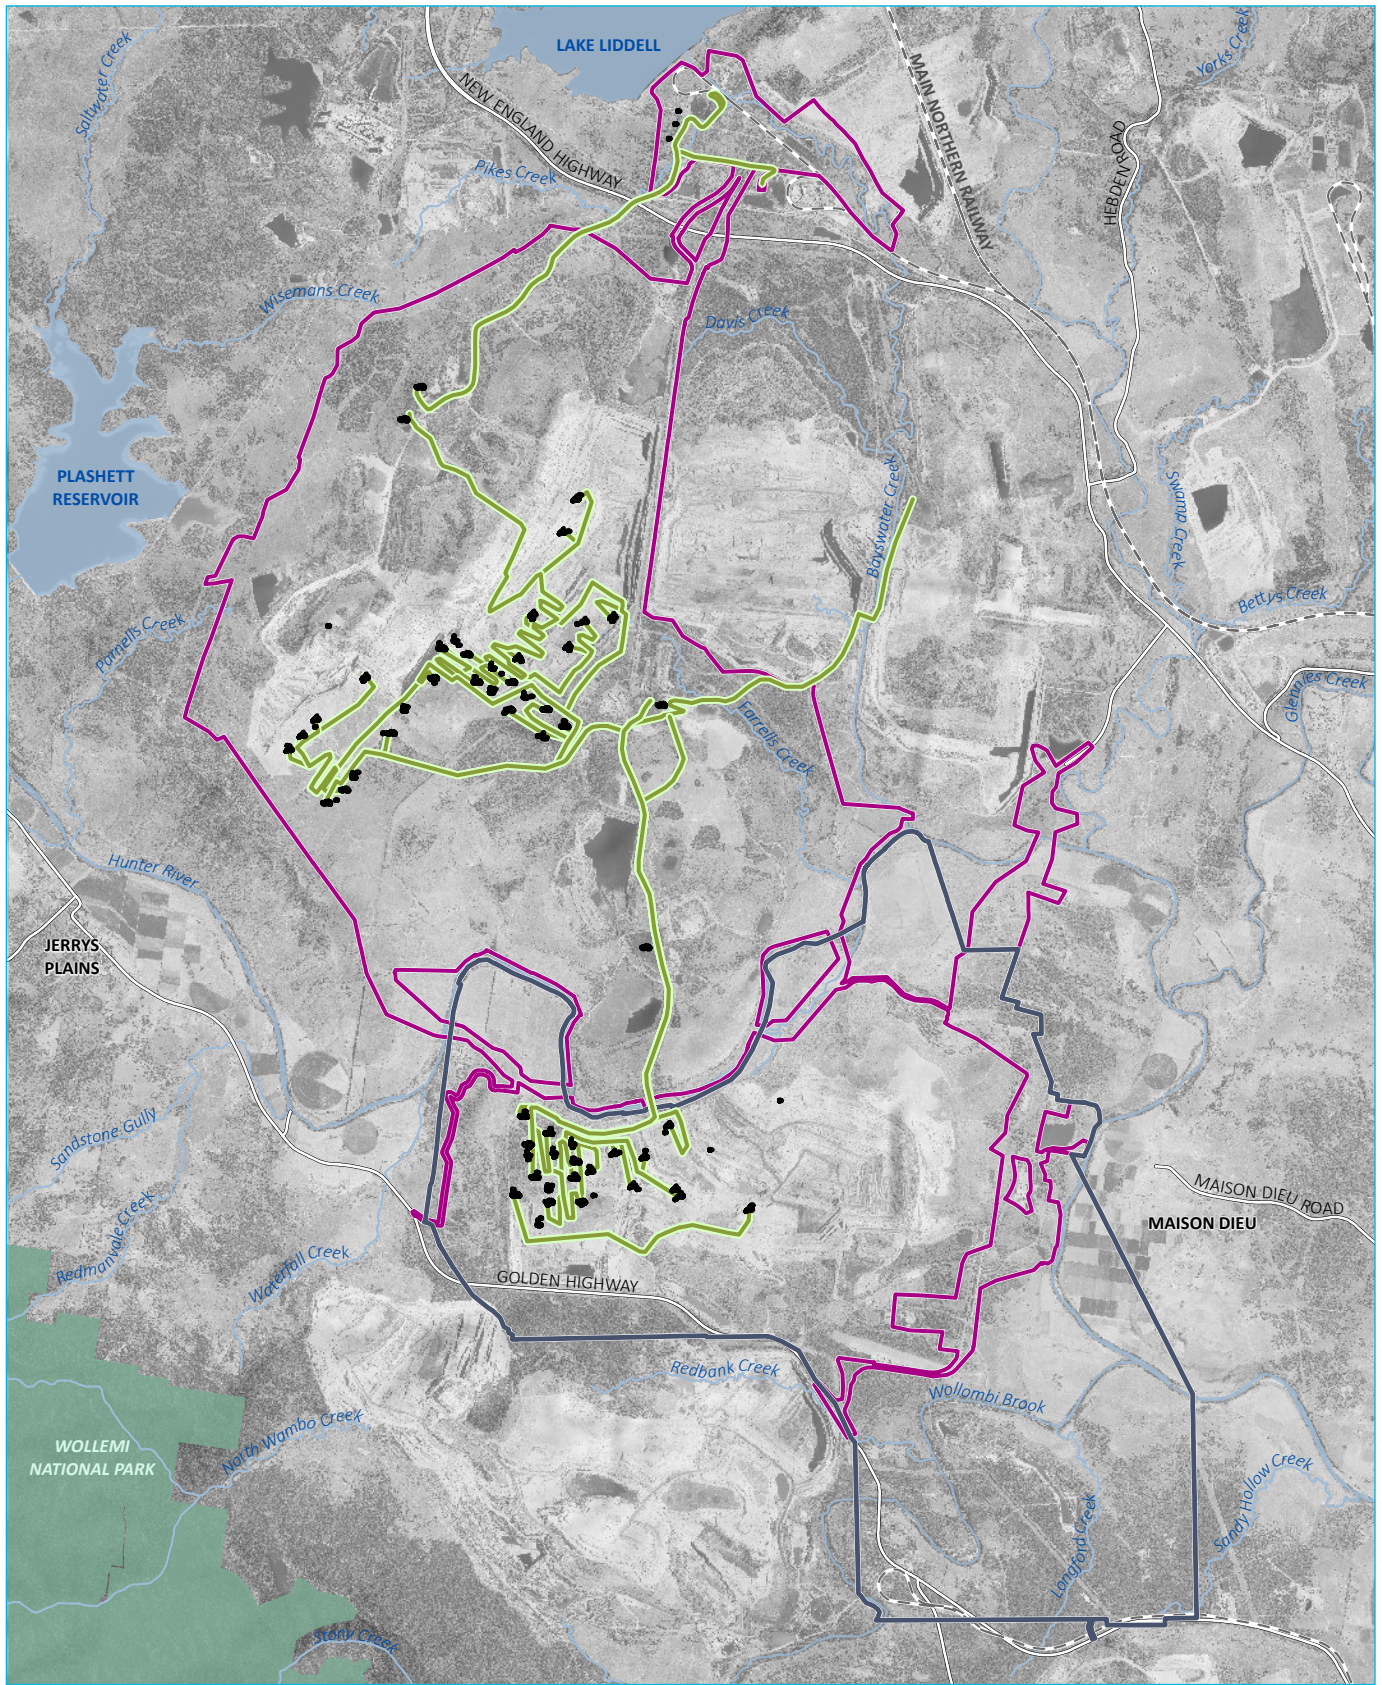 LAKE LIDDELL
Yorks Creek
Saltwater Creek
MAIN NORTHERN RAILWAY
NEW ENGLAND HIGHWAY
HEBDEN ROAD
Pikes Creek
Wisemans Creek
Davis Creek
PLASHETT
RESERVOIR
Bayswater Creek
Swamp Creek
Bettys Creek
Parnells Creek
Glennies Creek
Farrells Creek
Hunter River
JERRYS
PLAINS
Sandstone Gully
Redmanvale Creek
MAISON DIEU ROAD
MAISON DIEU
Waterfall Creek
GOLDEN HIGHWAY
Redbank Creek
Wollombi Brook
North Wambo Creek
WOLLEMI
NATIONAL PARK
Sandy Hollow Creek
Longford Creek
Stony Creek